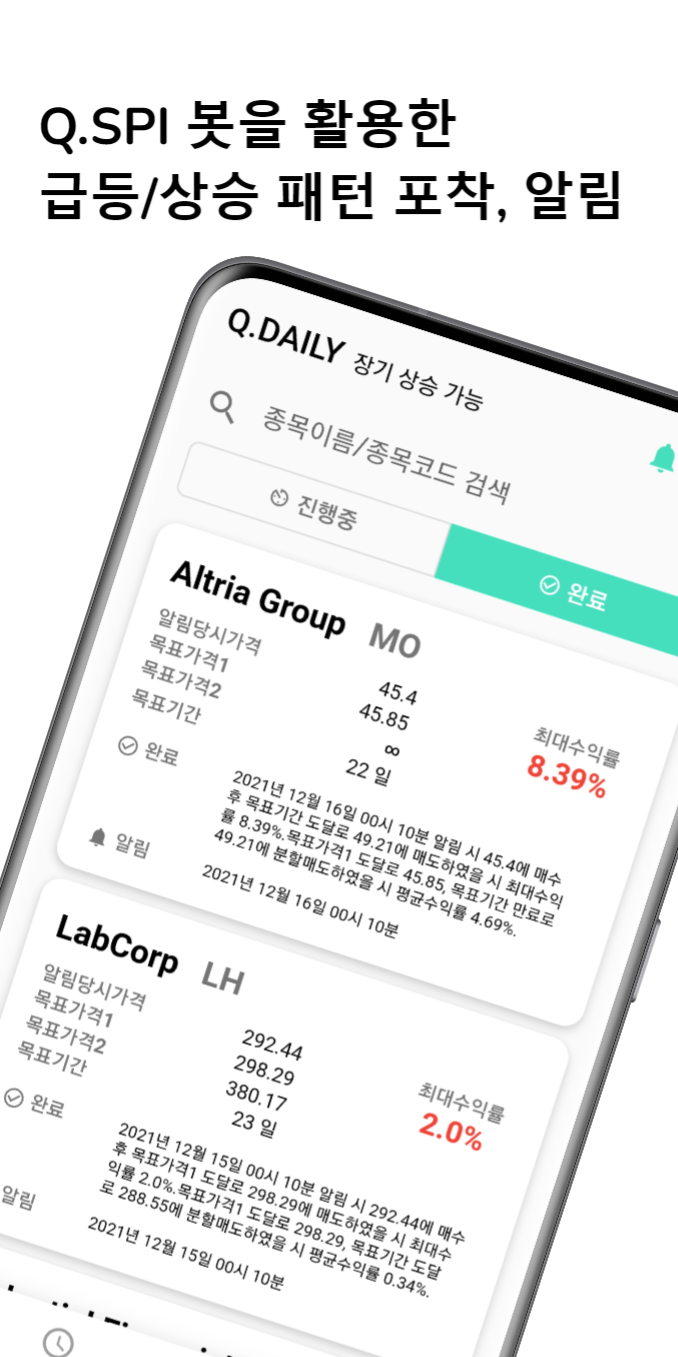 Q.SPI 봇을 활용한
급등/상승 패턴 포착, 알림
Q.DAILY 장기 상승 가능
종목이름/종목코드 검색
진행중
완료
Altria Group MO
알림당시가격 45.4
목표가격1 45.85
목표가격2 ∞
목표기간 22 일
최대수익률
8.39%
완료
2021년 12월 16일 00시 10분 알림 시 45.4에 매수
후 목표기간 도달로 49.21에 매도하였을 시 최대수익
률 8.39%.목표가격1 도달로 45.85, 목표기간 만료로
49.21에 분할매도하였을 시 평균수익률 4.69%.
알림
2021년 12월 16일 00시 10분
LabCorp LH
알림당시가격 292.44
목표가격1 298.29
목표가격2 380.17
목표기간 23 일
최대수익률
2.0%
완료
2021년 12월 15일 00시 10분 알림 시 292.44에 매수
후 목표가격1 도달로 298.29에 매도하였을 시 최대수
익률 2.0%.목표가격1 도달로 298.29, 목표기간 도달
로 288.55에 분할매도하였을 시 평균수익률 0.34%.
알림
2021년 12월 15일 00시 10분